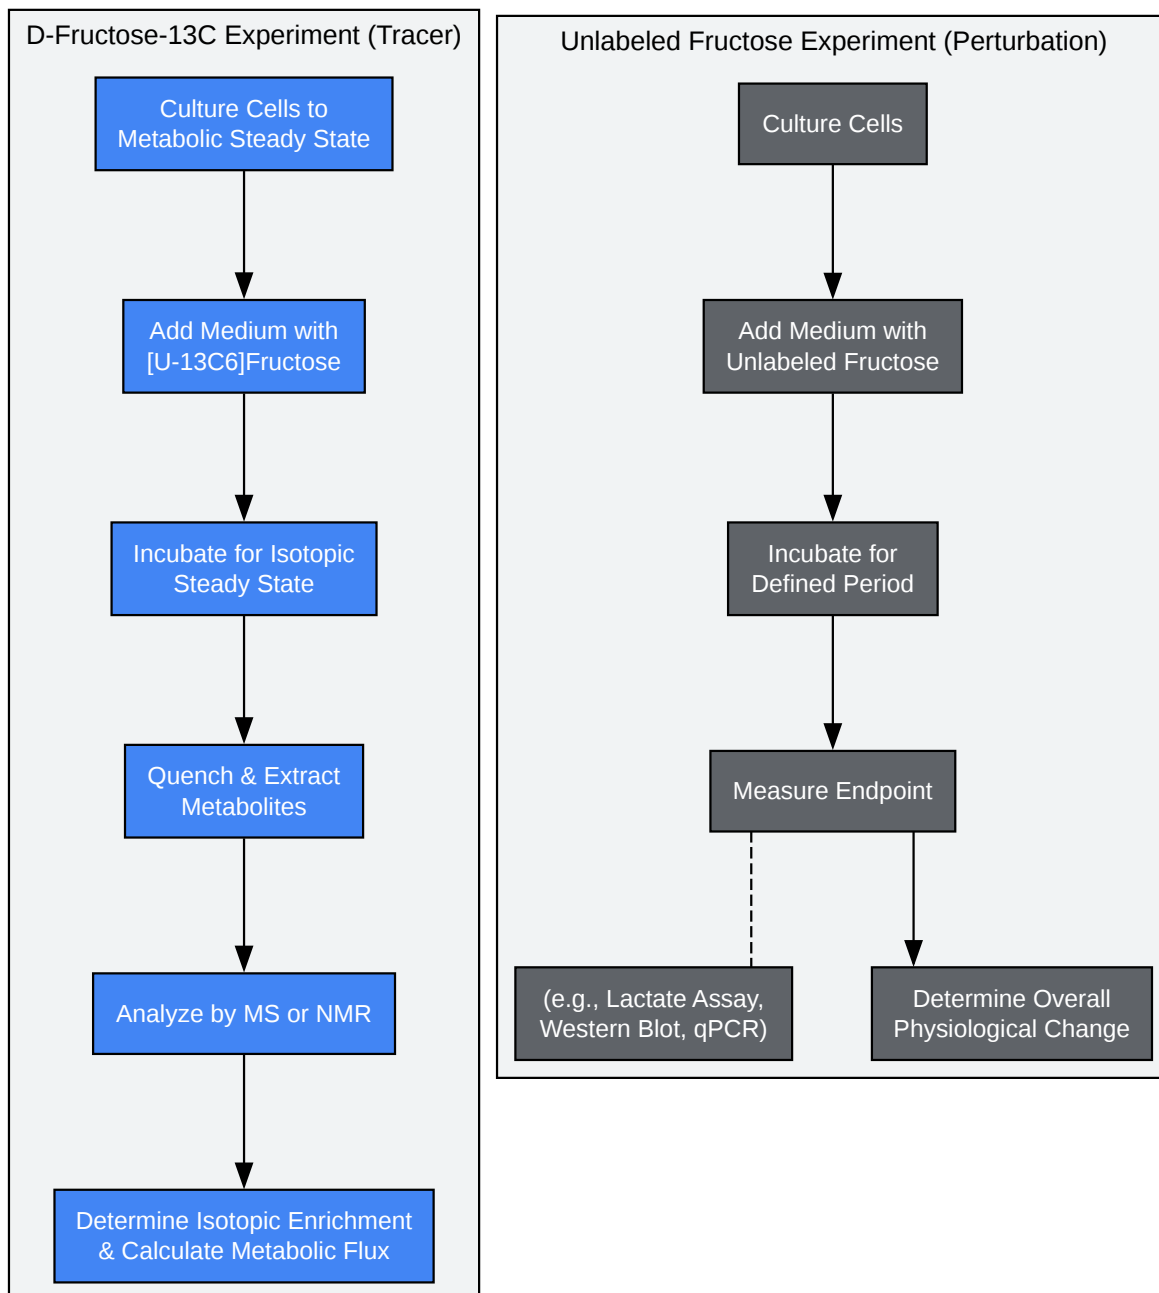 D-Fructose-13C Experiment (Tracer)
Culture Cells to
Metabolic Steady State
Add Medium with
[U-13C6]Fructose
Incubate for Isotopic
Steady State
Quench & Extract
Metabolites
Analyze by MS or NMR
Determine Isotopic Enrichment
& Calculate Metabolic Flux
Unlabeled Fructose Experiment (Perturbation)
Culture Cells
Add Medium with
Unlabeled Fructose
Incubate for
Defined Period
Measure Endpoint
(e.g., Lactate Assay,
Western Blot, qPCR)
Determine Overall
Physiological Change